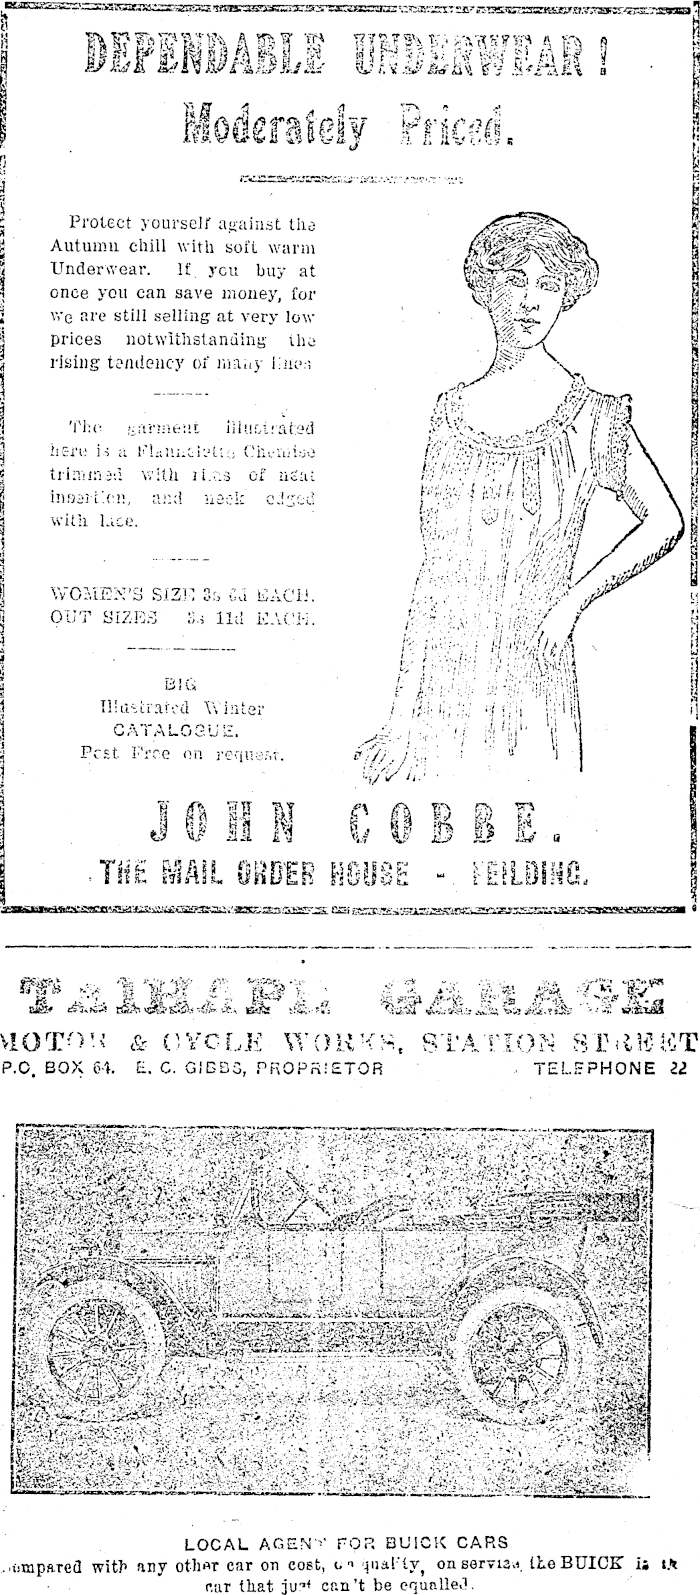 DEPENDABLE UNDERWEAR!
Moderately Priced.
Protect yourself against the
Autumn chill with soft warm
Underwear. If you buy at
once you can save money, for
we are still selling at very low
prices notwithstanding the
rising tendency of many lines
The garment illustrated
here is a Flannelette Chemise
trimmed with of neat
insertion, and neck edged
with lace.
WOMEN'S SIZE 3s EACH.
OUT SIZES 3s 11d EACH.
BIG
Illustrated Winter
CATALOGUE.
Post Free on request.
JOHN COBBE.
THE MAIL ORDER HOUSE - FEILDING.
TAIHAPE GARAGE
MOTOR & CYCLE WORKS, STATION STREET
P.O. BOX 64. E. C. GIBBS, PROPRIETOR TELEPHONE 22
LOCAL AGENT FOR BUICK CARS
Compared with any other car on cost, on quality, on service, the BUICK is the
car that just can't be equalled.